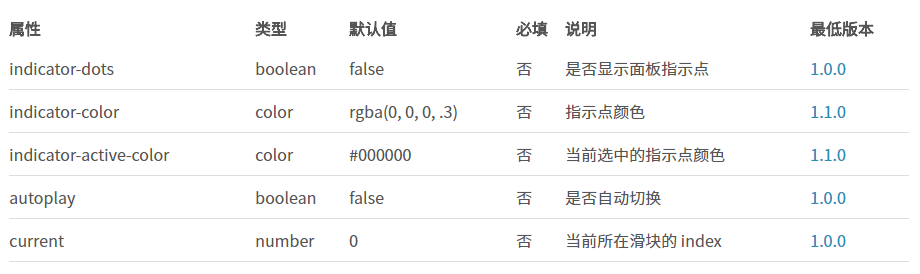 属性 类型 默认值 必填 说明 最低版本
indicator-dots boolean false 否 是否显示面板指示点 1.0.0
indicator-color color rgba(0, 0, 0, .3) 否 指示点颜色 1.1.0
indicator-active-color color #000000 否 当前选中的指示点颜色 1.1.0
autoplay boolean false 否 是否自动切换 1.0.0
current number 0 否 当前所在滑块的 index 1.0.0